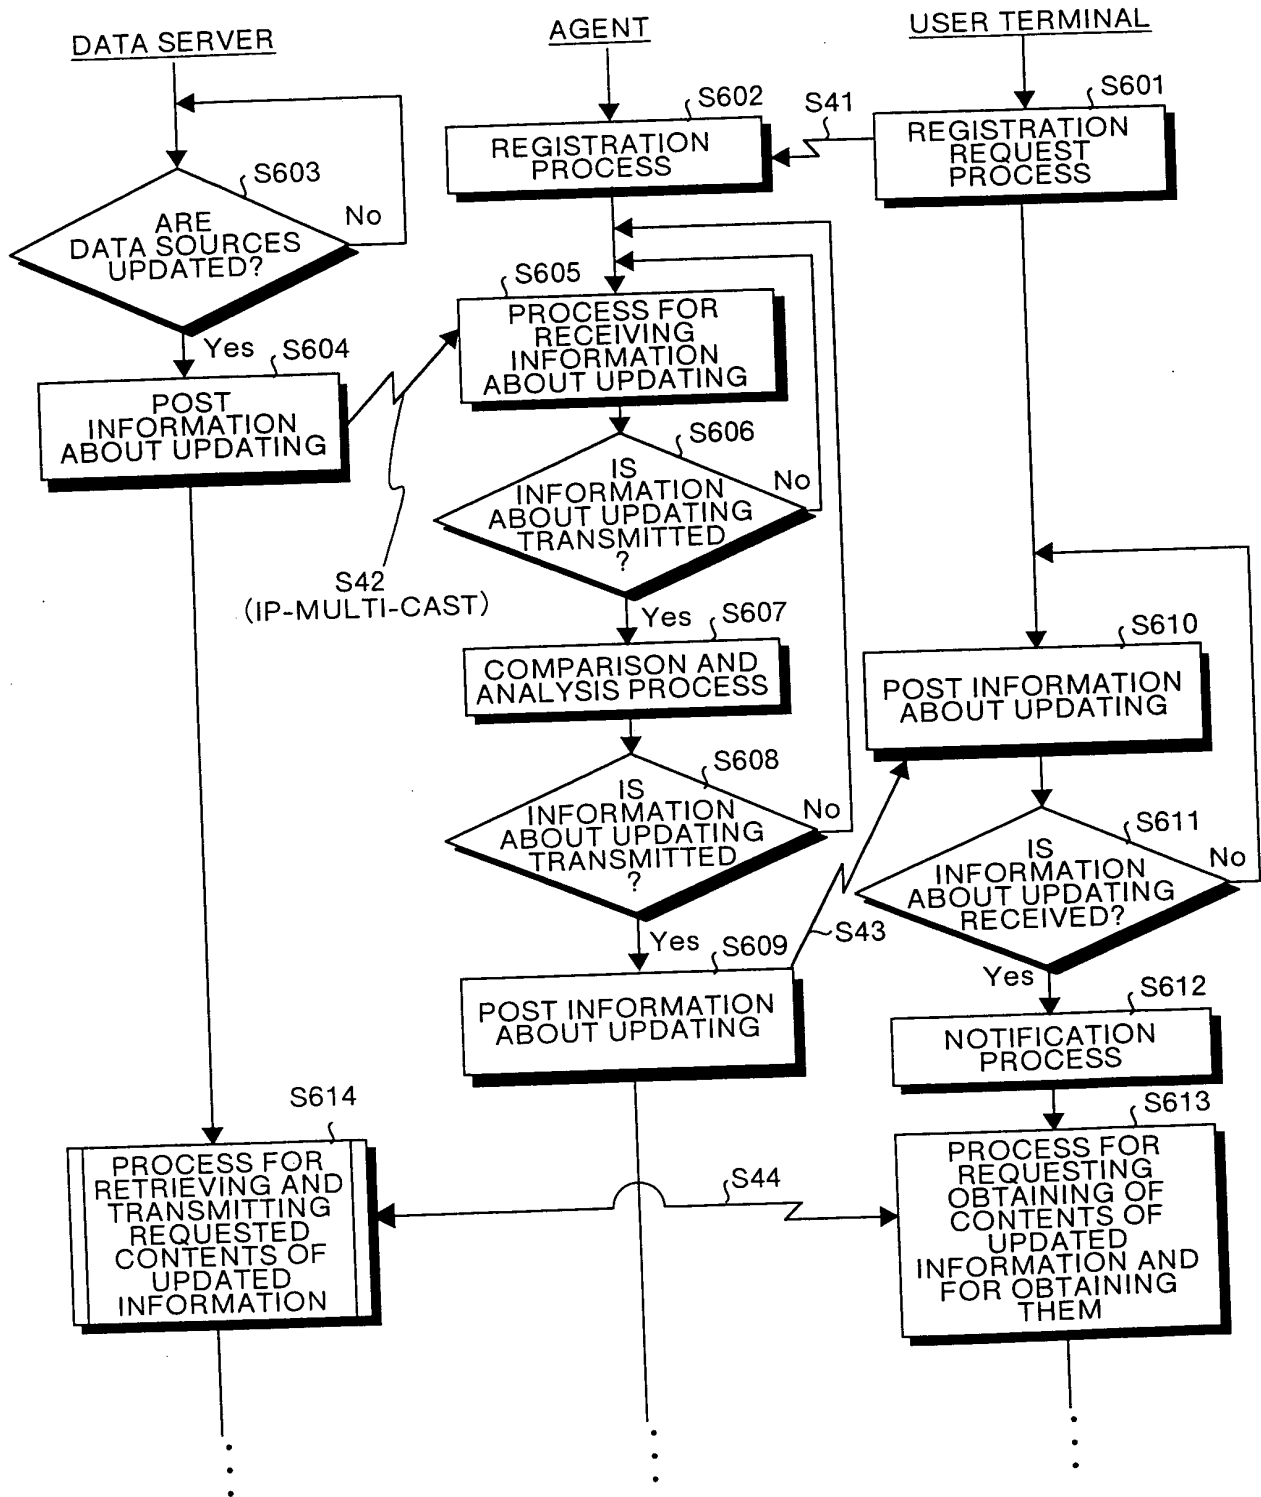 DATA SERVER
AGENT
USER TERMINAL
S602
S41
S601
REGISTRATION
PROCESS
REGISTRATION
REQUEST
PROCESS
S603
No
ARE
DATA SOURCES
UPDATED?
Yes
S604
POST
INFORMATION
ABOUT UPDATING
S42
(IP-MULTI-CAST)
S605
PROCESS FOR
RECEIVING
INFORMATION
ABOUT UPDATING
S606
No
IS
INFORMATION
ABOUT UPDATING
TRANSMITTED
?
Yes
S607
COMPARISON AND
ANALYSIS PROCESS
S608
No
IS
INFORMATION
ABOUT UPDATING
TRANSMITTED
?
Yes
S609
POST INFORMATION
ABOUT UPDATING
S43
S610
POST INFORMATION
ABOUT UPDATING
S611
No
IS
INFORMATION
ABOUT UPDATING
RECEIVED?
Yes
S612
NOTIFICATION
PROCESS
S613
PROCESS FOR
REQUESTING
OBTAINING OF
CONTENTS OF
UPDATED
INFORMATION AND
FOR OBTAINING
THEM
S44
S614
PROCESS FOR
RETRIEVING AND
TRANSMITTING
REQUESTED
CONTENTS OF
UPDATED
INFORMATION